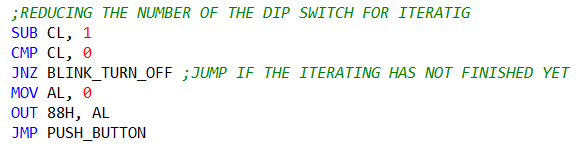 ;REDUCING THE NUMBER OF THE DIP SWITCH FOR ITERATIG
SUB CL, 1
CMP CL, 0
JNZ BLINK_TURN_OFF ;JUMP IF THE ITERATING HAS NOT FINISHED YET
MOV AL, 0
OUT 88H, AL
JMP PUSH_BUTTON